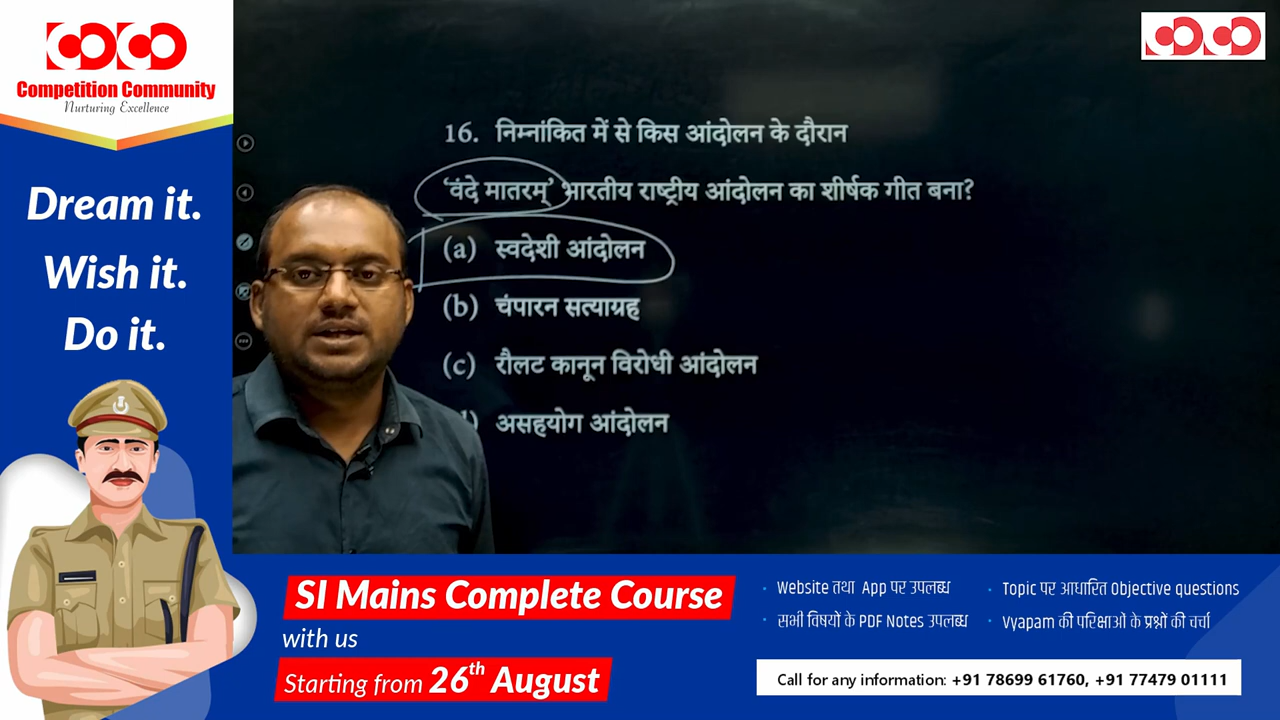 COCO
Competition Community
Nurturing Excellence
Dream it.
Wish it.
Do it.
COCO
16. निम्नांकित में से किस आंदोलन के दौरान
'वंदे मातरम्' भारतीय राष्ट्रीय आंदोलन का शीर्षक गीत बना?
(a) स्वदेशी आंदोलन
(b) चंपारन सत्याग्रह
(c) रौलट कानून विरोधी आंदोलन
असहयोग आंदोलन
SI Mains Complete Course
with us
Starting from 26th August
· Website तथा App पर उपलब्ध
· सभी विषयों के PDF Notes उपलब्ध
· Topic पर आधारित Objective questions
· Vyapam की परिक्षाओं के प्रश्नों की चर्चा
Call for any information: +91 78699 61760, +91 77479 01111